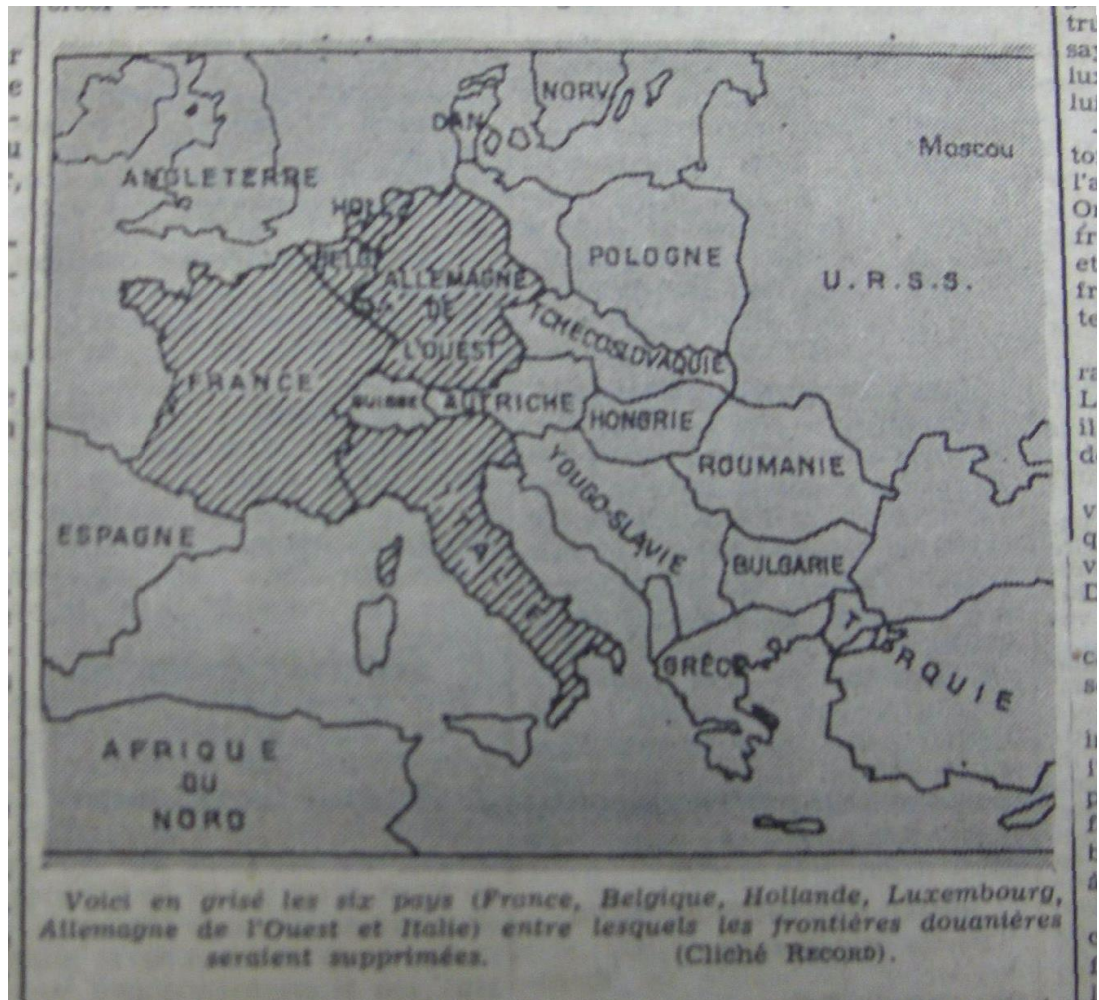 NORV
DAN
Moscou
ANGLETERRE
HOLL
BELG
POLOGNE
ALLEMAGNE
DE
L'OUEST
U.R.S.S.
TCHECOSLOVAQUIE
FRANCE
SUISSE
AUTRICHE
HONGRIE
ROUMANIE
YOUGO-SLAVIE
ESPAGNE
BULGARIE
ITALIE
GRÈCE
TURQUIE
AFRIQUE
DU
NORD
Voici en grisé les six pays (France, Belgique, Hollande, Luxembourg,
Allemagne de l'Ouest et Italie) entre lesquels les frontières douanières
seraient supprimées. (Cliché RECORD).